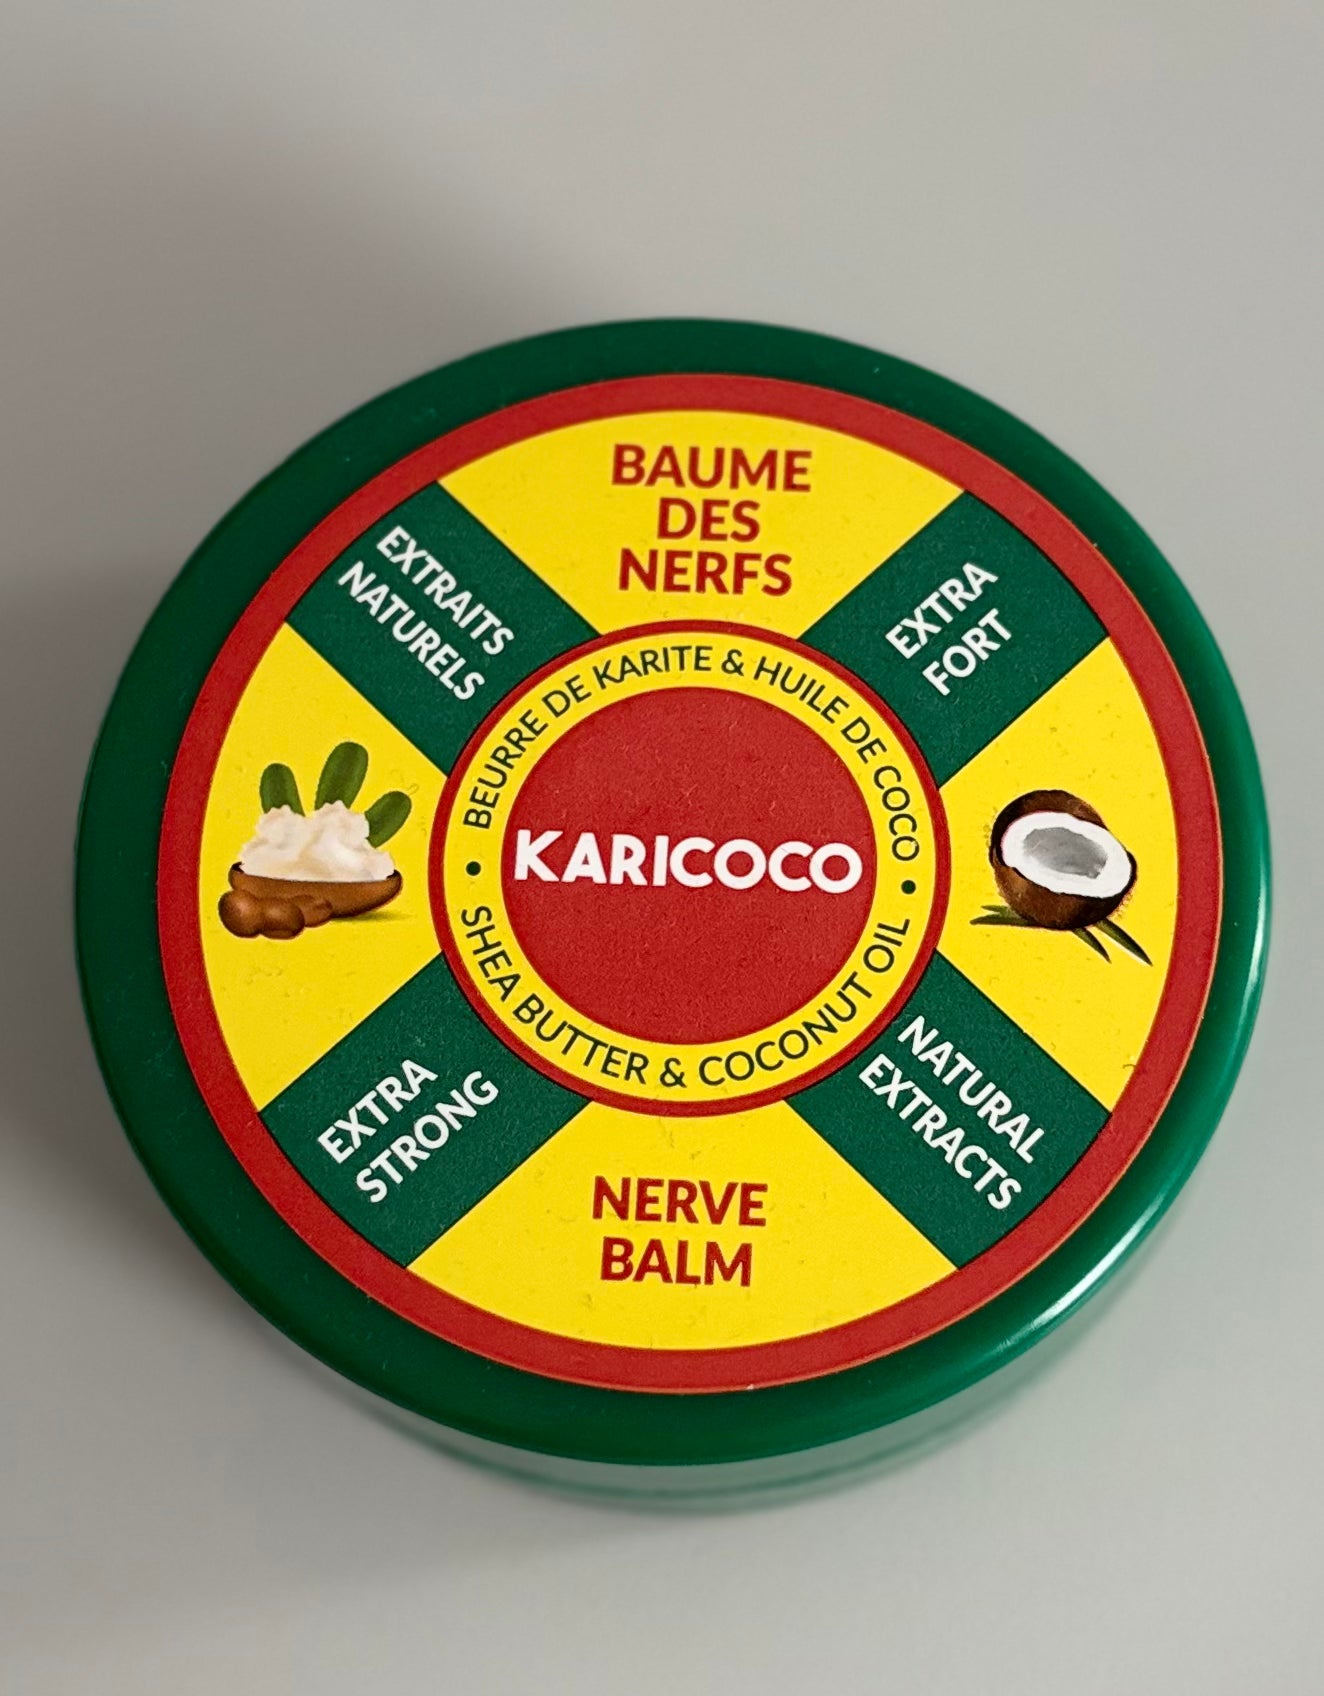 BAUME
DES
NERFS
EXTRAITS
NATURELS
EXTRA
FORT
BEURRE DE KARITE & HUILE DE COCO
KARICOCO
SHEA BUTTER & COCONUT OIL
EXTRA
STRONG
NATURAL
EXTRACTS
NERVE
BALM